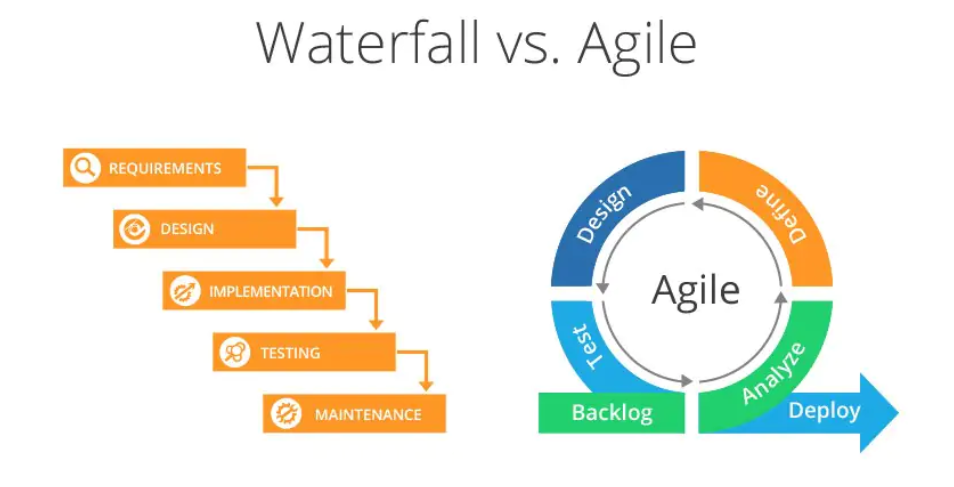 Waterfall vs. Agile
REQUIREMENTS
DESIGN
IMPLEMENTATION
TESTING
MAINTENANCE
Design
Define
Agile
Test
Analyze
Backlog
Deploy